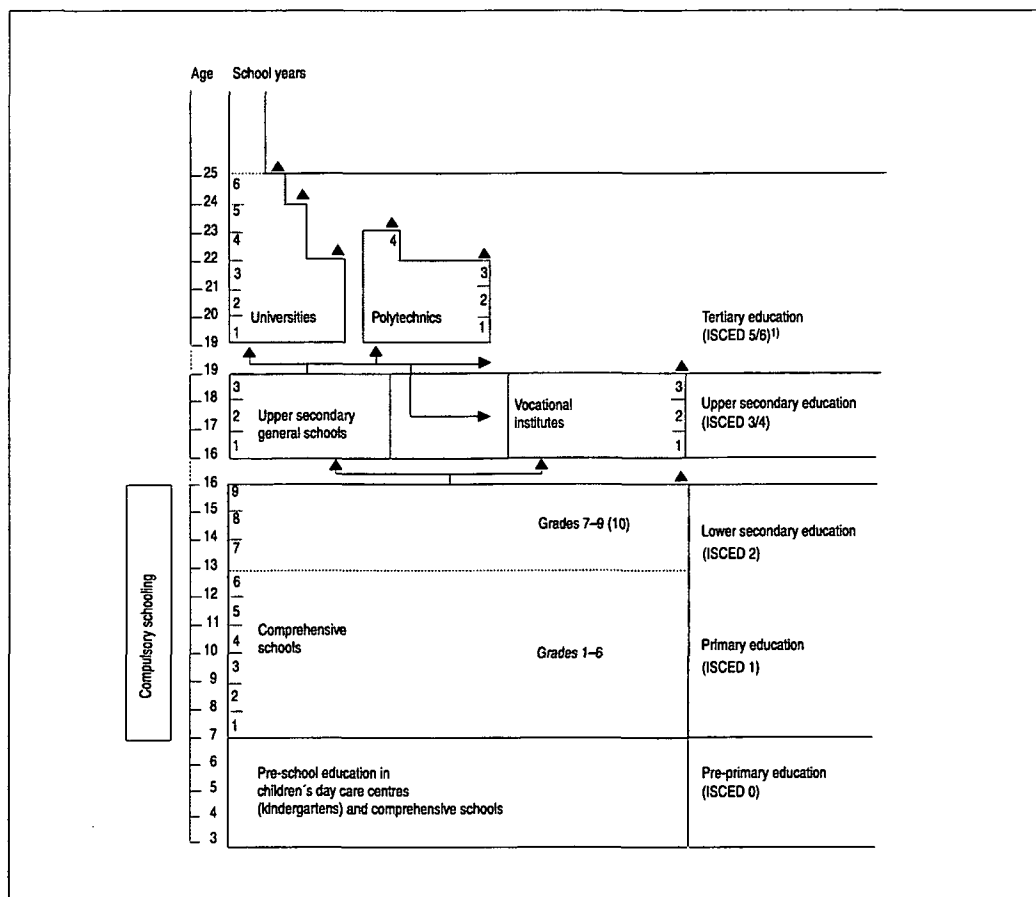 Age School years
25
24
23
22
21
20
19
6
5
4
3
2
1
Universities
4
Polytechnics
3
2
1
Tertiary education
(ISCED 5/6)1)
19
18
17
16
3
2
1
Upper secondary
general schools
Vocational
institutes
3
2
1
Upper secondary education
(ISCED 3/4)
Compulsory schooling
16
15
14
13
12
11
10
9
8
7
9
8
7
Grades 7–9 (10)
Lower secondary education
(ISCED 2)
6
5
4
3
2
1
Comprehensive
schools
Grades 1–6
Primary education
(ISCED 1)
6
5
4
3
Pre-school education in
children´s day care centres
(kindergartens) and comprehensive schools
Pre-primary education
(ISCED 0)